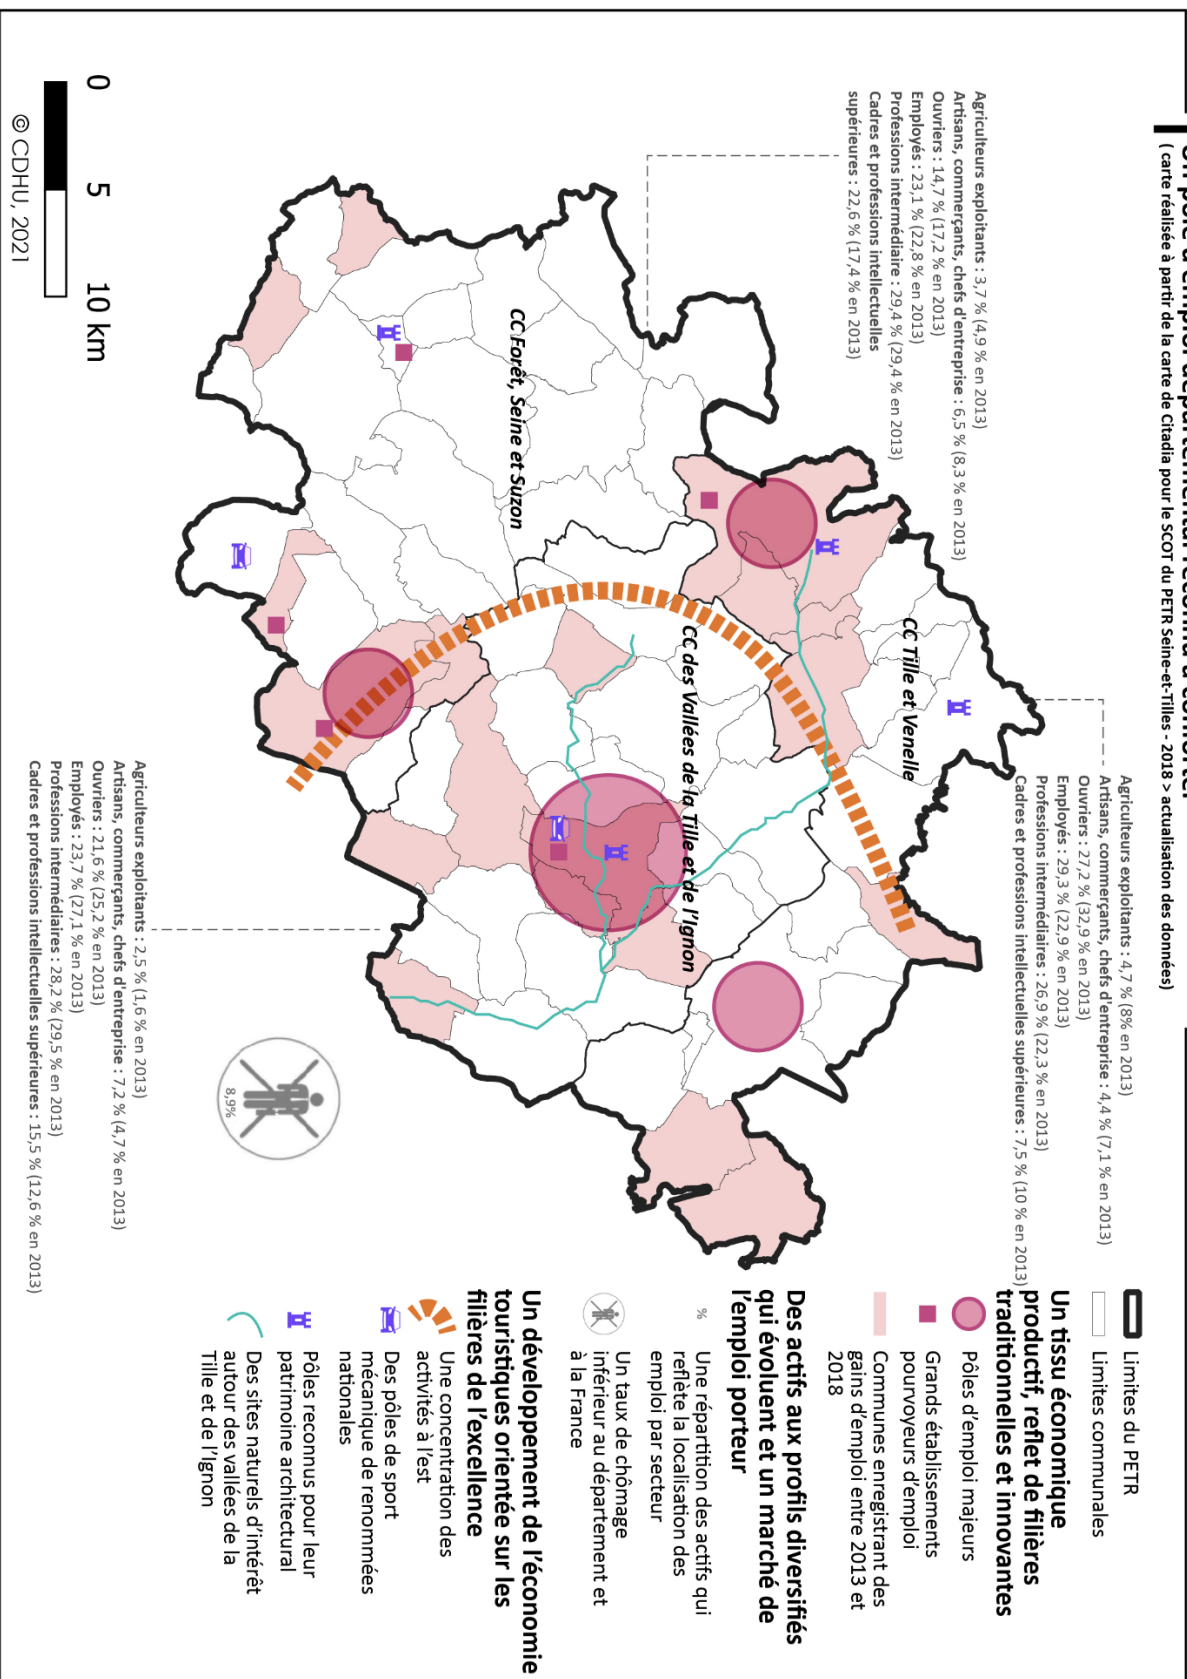 Un pôle d'emploi départemental reconnu à conforter
( carte réalisée à partir de la carte de Citadia pour le SCOT du PETR Seine-et-Tilles - 2018 > actualisation des données)
Agriculteurs exploitants : 3,7 % (4,9 % en 2013)
Artisans, commerçants, chefs d'entreprise : 6,5 % (8,3 % en 2013)
Ouvriers : 14,7 % (17,2 % en 2013)
Employés : 23,1 % (22,8 % en 2013)
Professions intermédiaire : 29,4 % (29,4 % en 2013)
Cadres et professions intellectuelles
supérieures : 22,6 % (17,4 % en 2013)
Agriculteurs exploitants : 4,7 % (8% en 2013)
Artisans, commerçants, chefs d'entreprise : 4,4 % (7,1 % en 2013)
Ouvriers : 27,2 % (32,9 % en 2013)
Employés : 29,3 % (22,9 % en 2013)
Professions intermédiaires : 26,9 % (22,3 % en 2013)
Cadres et professions intellectuelles supérieures : 7,5 % (10 % en 2013)
CC Tille et Venelle
CC des Vallées de la Tille et de l'Ignon
CC Forêt, Seine et Suzon
8,9%
Agriculteurs exploitants : 2,5 % (1,6 % en 2013)
Artisans, commerçants, chefs d'entreprise : 7,2 % (4,7 % en 2013)
Ouvriers : 21,6 % (25,2 % en 2013)
Employés : 23,7 % (27,1 % en 2013)
Professions intermédiaires : 28,2 % (29,5 % en 2013)
Cadres et professions intellectuelles supérieures : 15,5 % (12,6 % en 2013)
0 5 10 km
© CDHU, 2021
Limites du PETR
Limites communales
Un tissu économique
productif, reflet de filières
traditionnelles et innovantes
Pôles d'emploi majeurs
Grands établissements
pourvoyeurs d'emploi
Communes enregistrant des
gains d'emploi entre 2013 et
2018
Des actifs aux profils diversifiés
qui évoluent et un marché de
l'emploi porteur
% Une répartition des actifs qui
reflète la localisation des
emploi par secteur
Un taux de chômage
inférieur au département et
à la France
Un développement de l'économie
touristiques orientée sur les
filières de l'excellence
Une concentration des
activités à l'est
Des pôles de sport
mécanique de renommées
nationales
Pôles reconnus pour leur
patrimoine architectural
Des sites naturels d'intérêt
autour des vallées de la
Tille et de l'Ignon